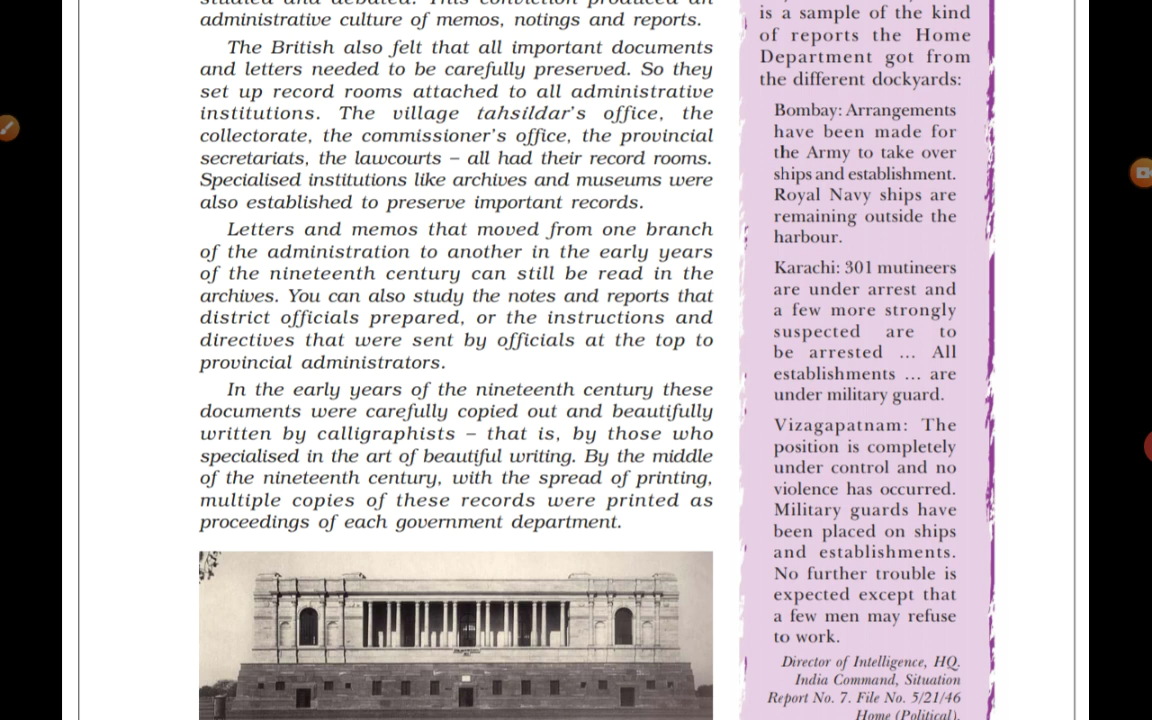 administrative culture of memos, notings and reports.
The British also felt that all important documents
and letters needed to be carefully preserved. So they
set up record rooms attached to all administrative
institutions. The village tahsildar's office, the
collectorate, the commissioner's office, the provincial
secretariats, the lawcourts – all had their record rooms.
Specialised institutions like archives and museums were
also established to preserve important records.
Letters and memos that moved from one branch
of the administration to another in the early years
of the nineteenth century can still be read in the
archives. You can also study the notes and reports that
district officials prepared, or the instructions and
directives that were sent by officials at the top to
provincial administrators.
In the early years of the nineteenth century these
documents were carefully copied out and beautifully
written by calligraphists – that is, by those who
specialised in the art of beautiful writing. By the middle
of the nineteenth century, with the spread of printing,
multiple copies of these records were printed as
proceedings of each government department.
is a sample of the kind
of reports the Home
Department got from
the different dockyards:
Bombay: Arrangements
have been made for
the Army to take over
ships and establishment.
Royal Navy ships are
remaining outside the
harbour.
Karachi: 301 mutineers
are under arrest and
a few more strongly
suspected are to
be arrested ... All
establishments ... are
under military guard.
Vizagapatnam: The
position is completely
under control and no
violence has occurred.
Military guards have
been placed on ships
and establishments.
No further trouble is
expected except that
a few men may refuse
to work.
Director of Intelligence, HQ.
India Command, Situation
Report No. 7. File No. 5/21/46
Home (Political).